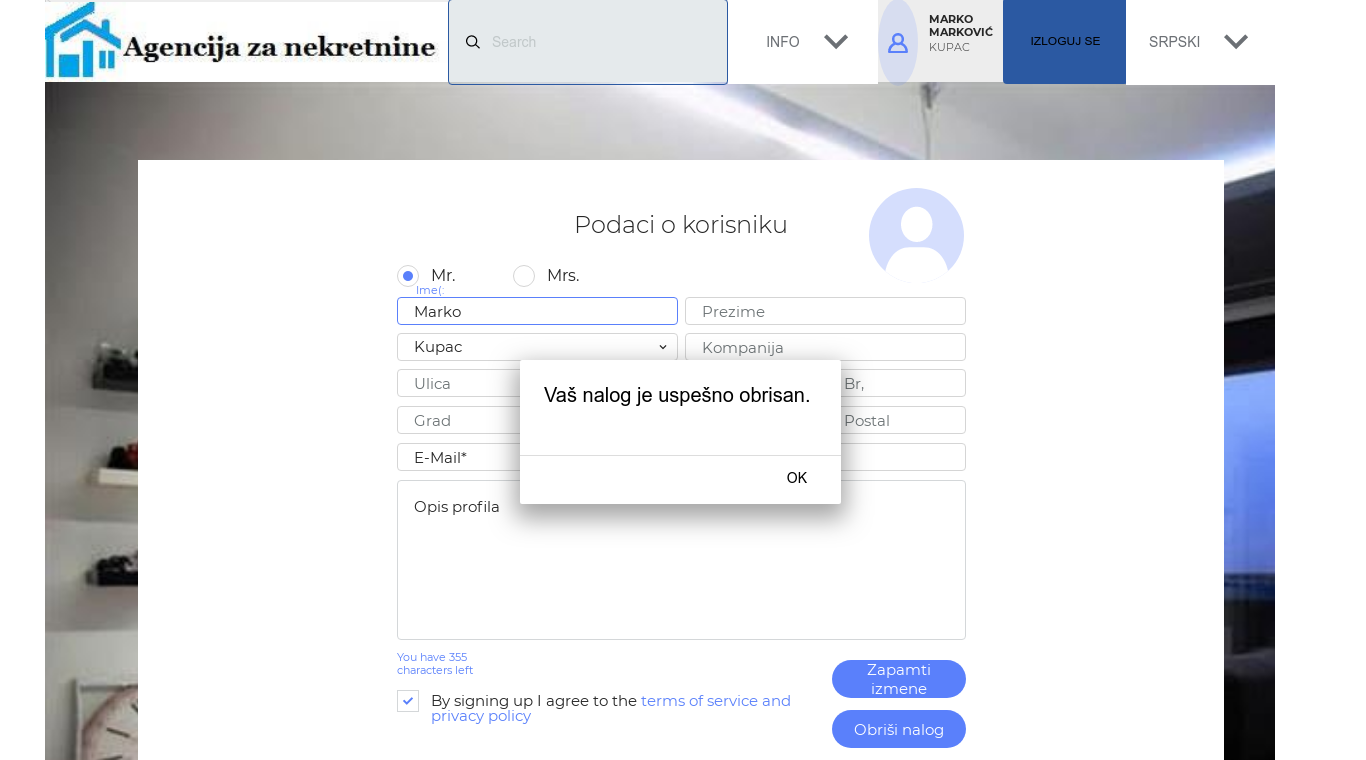 Agencija za nekretnine
Search
INFO
MARKO
MARKOVIĆ
KUPAC
IZLOGUJ SE
SRPSKI
Podaci o korisniku
Mr.
Mrs.
Ime(:
Marko
Prezime
Kupac
Kompanija
Ulica
Br,
Grad
Postal
E-Mail*
Vaš nalog je uspešno obrisan.
OK
Opis profila
You have 355
characters left
Zapamti
izmene
By signing up I agree to the terms of service and
privacy policy
Obriši nalog